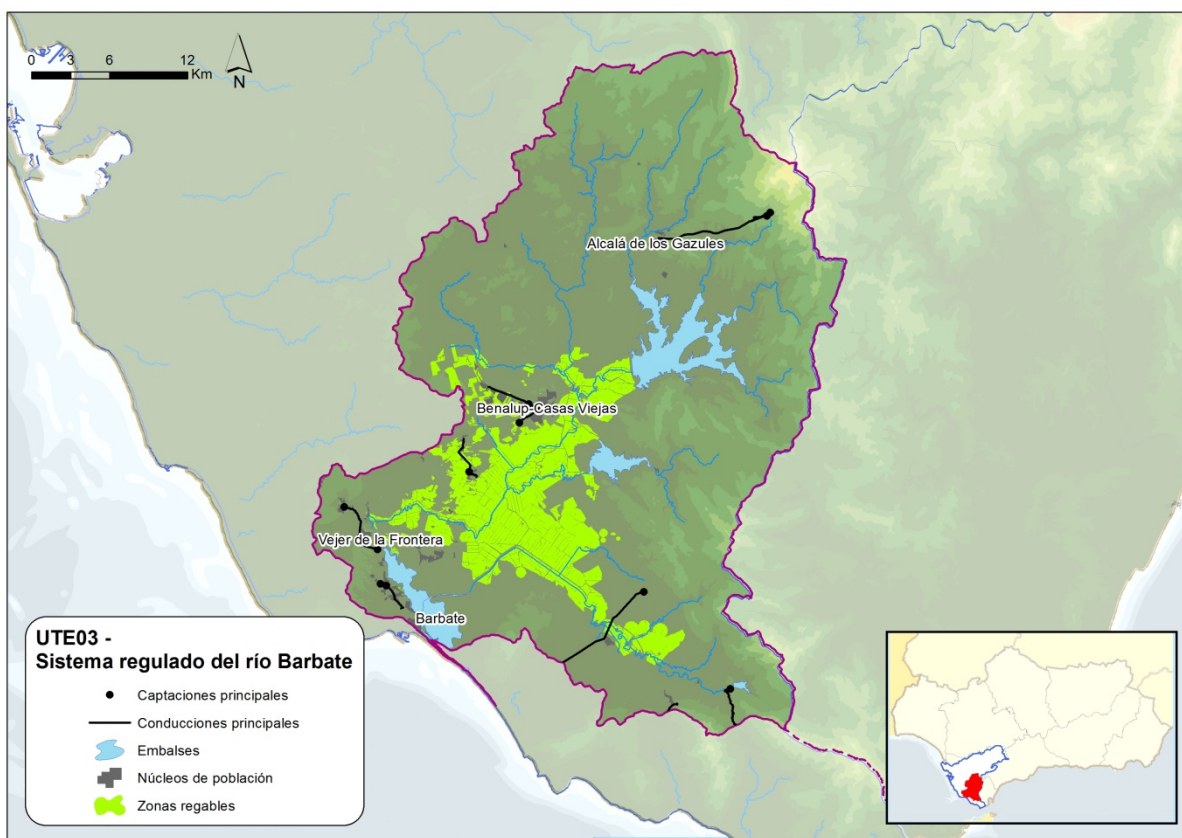 0 3 6 12
Km
N
Alcalá de los Gazules
Benalup-Casas Viejas
Vejer de la Frontera
Barbate
UTE03 -
Sistema regulado del río Barbate
Captaciones principales
Conducciones principales
Embalses
Núcleos de población
Zonas regables